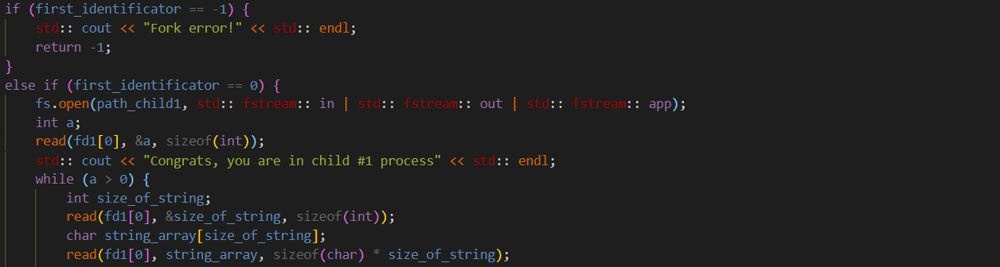 if (first_identificator == -1) {
    std:: cout << "Fork error!" << std:: endl;
    return -1;
}
else if (first_identificator == 0) {
    fs.open(path_child1, std:: fstream:: in | std:: fstream:: out | std:: fstream:: app);
    int a;
    read(fd1[0], &a, sizeof(int));
    std:: cout << "Congrats, you are in child #1 process" << std:: endl;
    while (a > 0) {
        int size_of_string;
        read(fd1[0], &size_of_string, sizeof(int));
        char string_array[size_of_string];
        read(fd1[0], string_array, sizeof(char) * size_of_string);